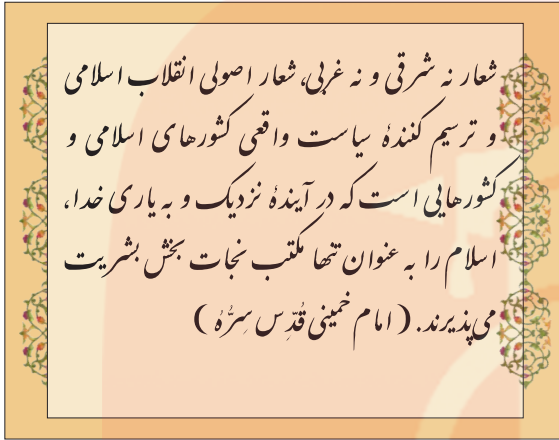 شعار نه شرقی و نه غربی، شعار اصولی انقلاب اسلامی
و ترسیم کنندهٔ سیاست واقعی کشورهای اسلامی و
کشورهایی است که در آیندهٔ نزدیک و به یاری خدا،
اسلام را به عنوان تنها مکتب نجات بخش بشریت
می‌پذیرند. ( امام خمینی قُدِّس سِرُّهُ )